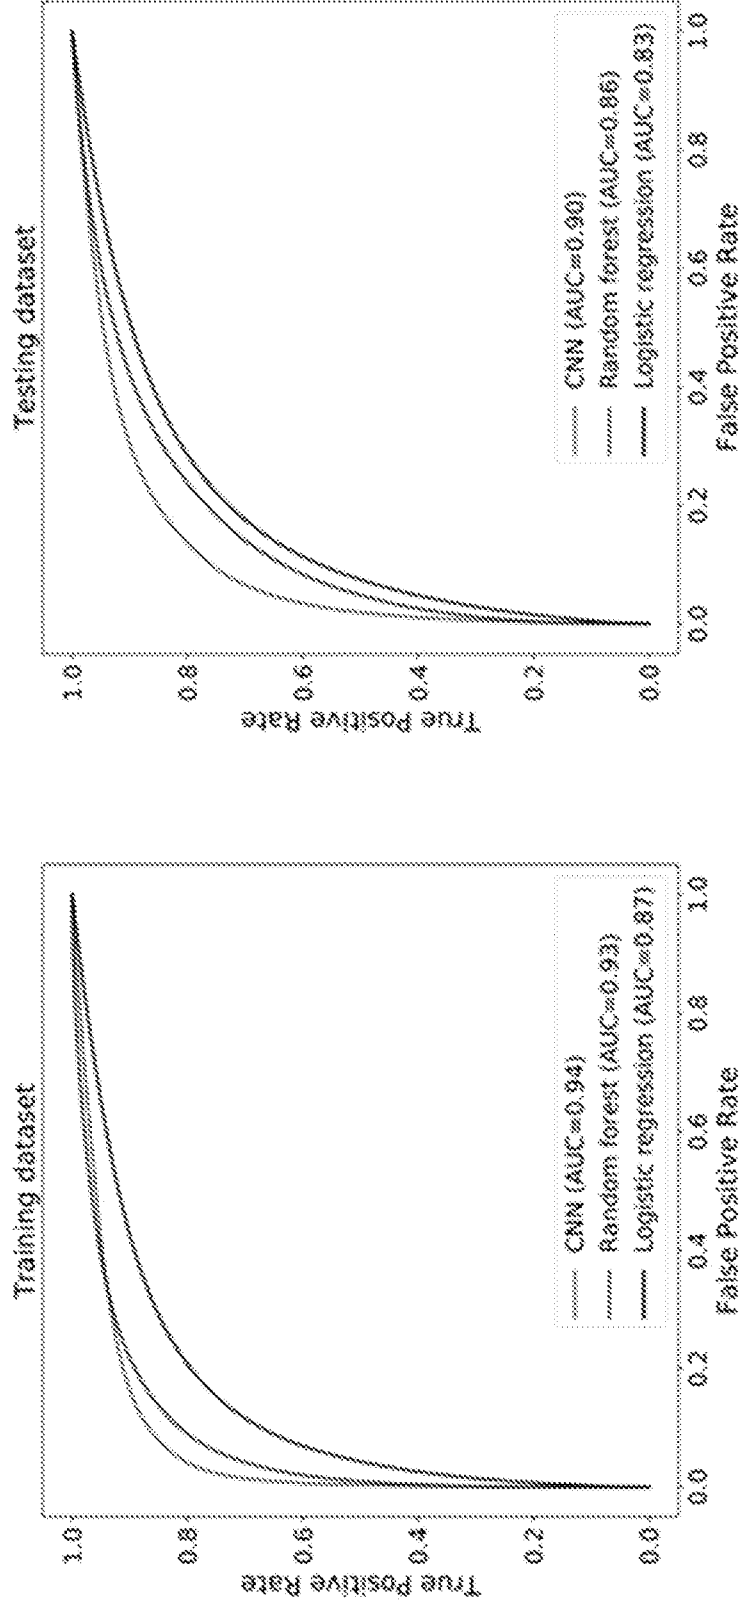 Training dataset
True Positive Rate
1.0
0.8
0.6
0.4
0.2
0.0
CNN (AUC=0.94)
Random forest (AUC=0.93)
Logistic regression (AUC=0.87)
0.0 0.2 0.4 0.6 0.8 1.0
False Positive Rate
Testing dataset
True Positive Rate
1.0
0.8
0.6
0.4
0.2
0.0
CNN (AUC=0.90)
Random forest (AUC=0.86)
Logistic regression (AUC=0.83)
0.0 0.2 0.4 0.6 0.8 1.0
False Positive Rate